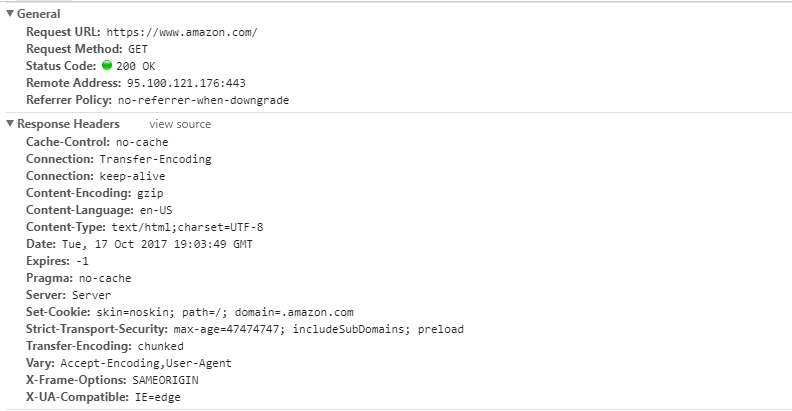 General
Request URL: https://www.amazon.com/
Request Method: GET
Status Code: 200 OK
Remote Address: 95.100.121.176:443
Referrer Policy: no-referrer-when-downgrade
Response Headers view source
Cache-Control: no-cache
Connection: Transfer-Encoding
Connection: keep-alive
Content-Encoding: gzip
Content-Language: en-US
Content-Type: text/html;charset=UTF-8
Date: Tue, 17 Oct 2017 19:03:49 GMT
Expires: -1
Pragma: no-cache
Server: Server
Set-Cookie: skin=noskin; path=/; domain=.amazon.com
Strict-Transport-Security: max-age=47474747; includeSubDomains; preload
Transfer-Encoding: chunked
Vary: Accept-Encoding,User-Agent
X-Frame-Options: SAMEORIGIN
X-UA-Compatible: IE=edge